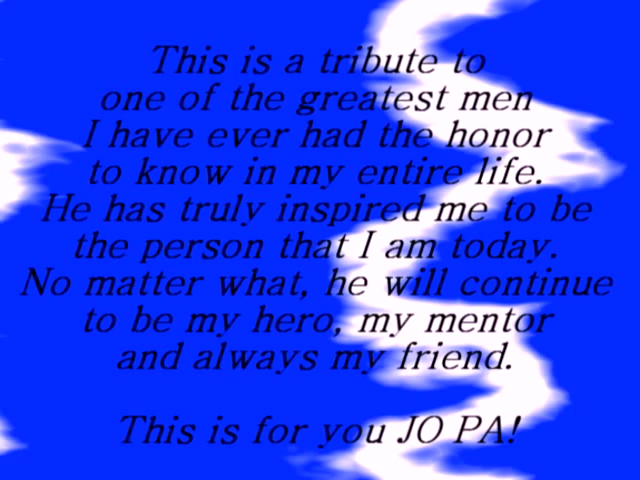 This is a tribute to
one of the greatest men
I have ever had the honor
to know in my entire life.
He has truly inspired me to be
the person that I am today.
No matter what, he will continue
to be my hero, my mentor
and always my friend.
This is for you JO PA!